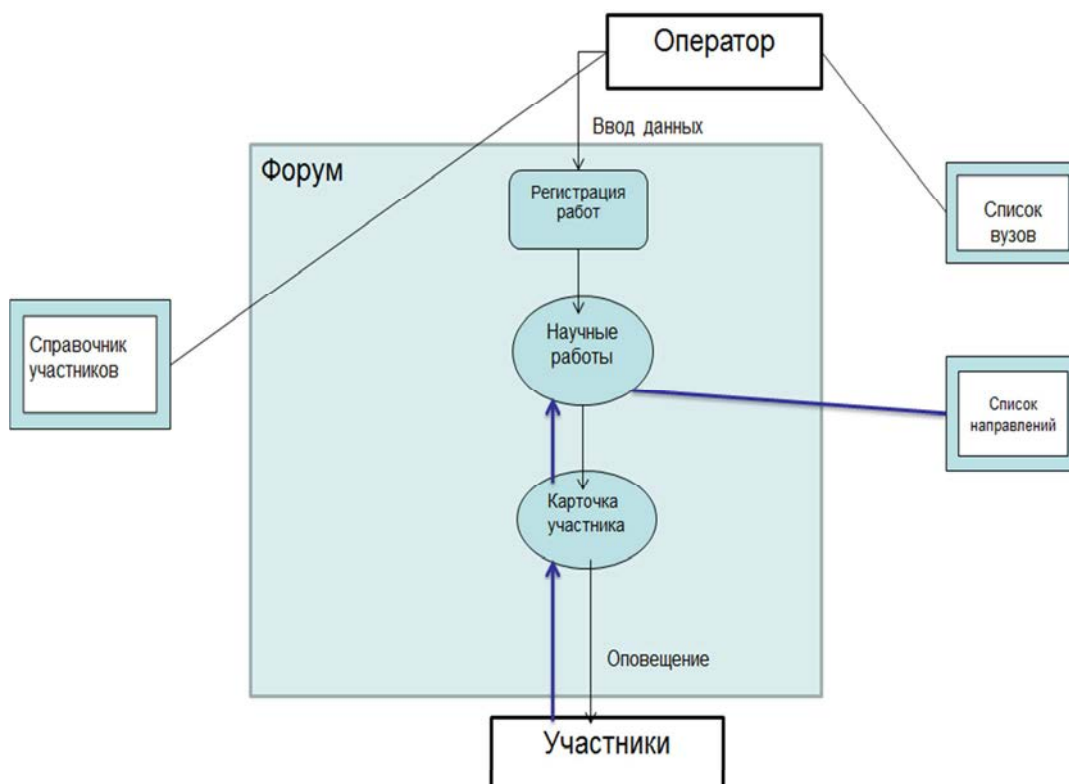 Оператор
Ввод данных
Форум
Регистрация
работ
Список
вузов
Научные
работы
Справочник
участников
Список
направлений
Карточка
участника
Оповещение
Участники